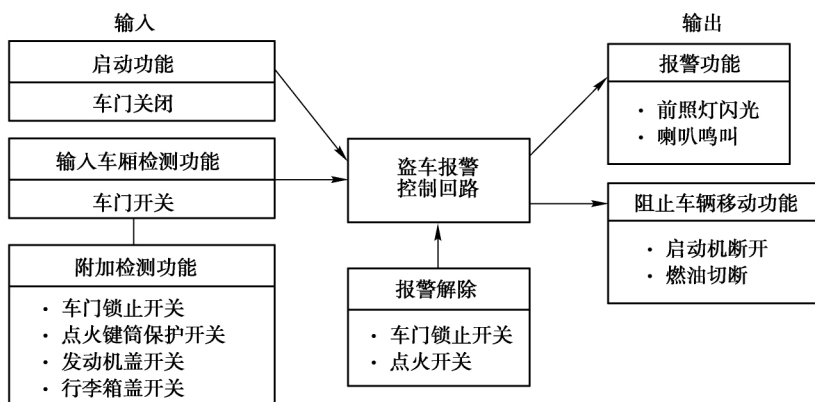 输入
启动功能
车门关闭
输入车厢检测功能
车门开关
附加检测功能
· 车门锁止开关
· 点火键筒保护开关
· 发动机盖开关
· 行李箱盖开关
盗车报警
控制回路
报警解除
· 车门锁止开关
· 点火开关
输出
报警功能
· 前照灯闪光
· 喇叭鸣叫
阻止车辆移动功能
· 启动机断开
· 燃油切断